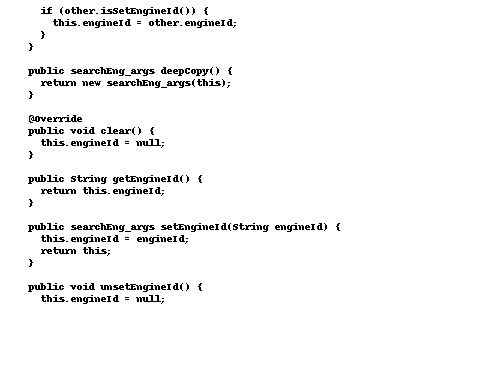 if (other.isSetEngineId()) {
this.engineId = other.engineId;
}
}
public searchEng_args deepCopy() {
return new searchEng_args(this);
}
@Override
public void clear() {
this.engineId = null;
}
public String getEngineId() {
return this.engineId;
}
public searchEng_args setEngineId(String engineId) {
this.engineId = engineId;
return this;
}
public void unsetEngineId() {
this.engineId = null;